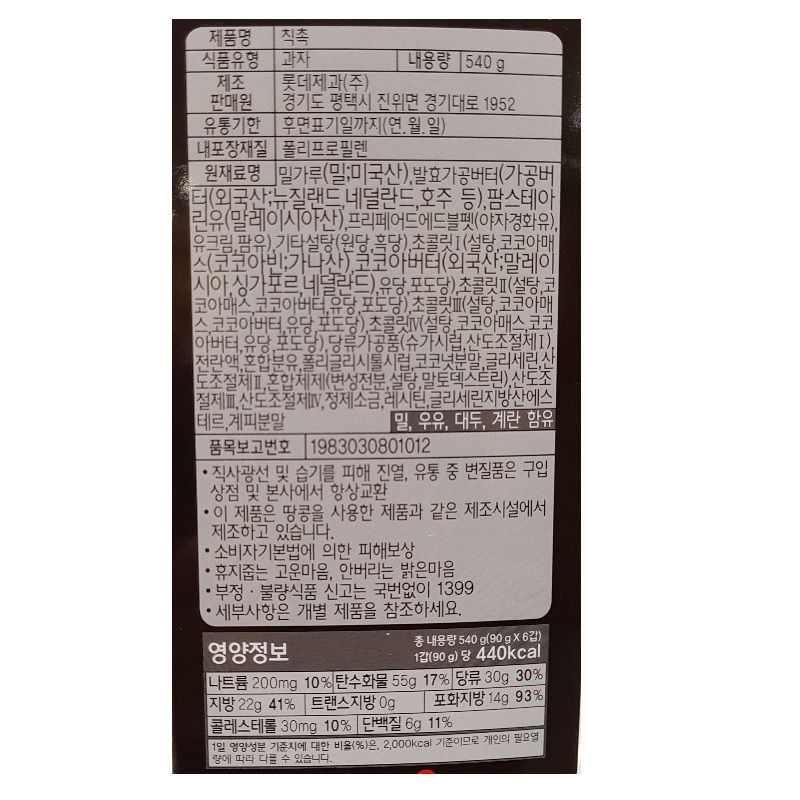 제품명 칙촉
식품유형 과자 내용량 540 g
제조 판매원 롯데제과(주)
경기도 평택시 진위면 경기대로 1952
유통기한 후면표기일까지(연.월.일)
내포장재질 폴리프로필렌
원재료명 밀가루(밀;미국산),발효가공버터(가공버
터(외국산;뉴질랜드,네덜란드,호주 등),팜스테아
린유(말레이시아산),프리페어드에드블펫(야자경화유,
유크림,팜유),기타설탕(원당,흑당),초콜릿Ⅰ(설탕,코코아매
스(코코아빈;가나산),코코아버터(외국산;말레이
시아,싱가포르,네덜란드),유당,포도당),초콜릿Ⅱ(설탕,코
코아매스,코코아버터,유당,포도당),초콜릿Ⅲ(설탕,코코아매
스,코코아버터,유당,포도당),초콜릿Ⅳ(설탕,코코아매스,코코
아버터,유당,포도당),당류가공품(슈가시럽,산도조절제Ⅰ),
전란액,혼합분유,폴리글리시톨시럽,코코넛분말,글리세린,산
도조절제Ⅱ,혼합제제(변성전분,설탕,말토덱스트린),산도조
절제Ⅲ,산도조절제Ⅳ,정제소금,레시틴,글리세린지방산에스
테르,계피분말 밀, 우유, 대두, 계란 함유
품목보고번호 1983030801012
•직사광선 및 습기를 피해 진열, 유통 중 변질품은 구입
상점 및 본사에서 항상교환
•이 제품은 땅콩을 사용한 제품과 같은 제조시설에서
제조하고 있습니다.
•소비자기본법에 의한 피해보상
•휴지줍는 고운마음, 안버리는 밝은마음
•부정·불량식품 신고는 국번없이 1399
•세부사항은 개별 제품을 참조하세요.
영양정보 총 내용량 540 g(90 g X 6갑)
1갑(90 g) 당 440kcal
나트륨 200mg 10% 탄수화물 55g 17% 당류 30g 30%
지방 22g 41% 트랜스지방 0g 포화지방 14g 93%
콜레스테롤 30mg 10% 단백질 6g 11%
1일 영양성분 기준치에 대한 비율(%)은, 2,000kcal 기준이므로 개인의 필요열
량에 따라 다를 수 있습니다.